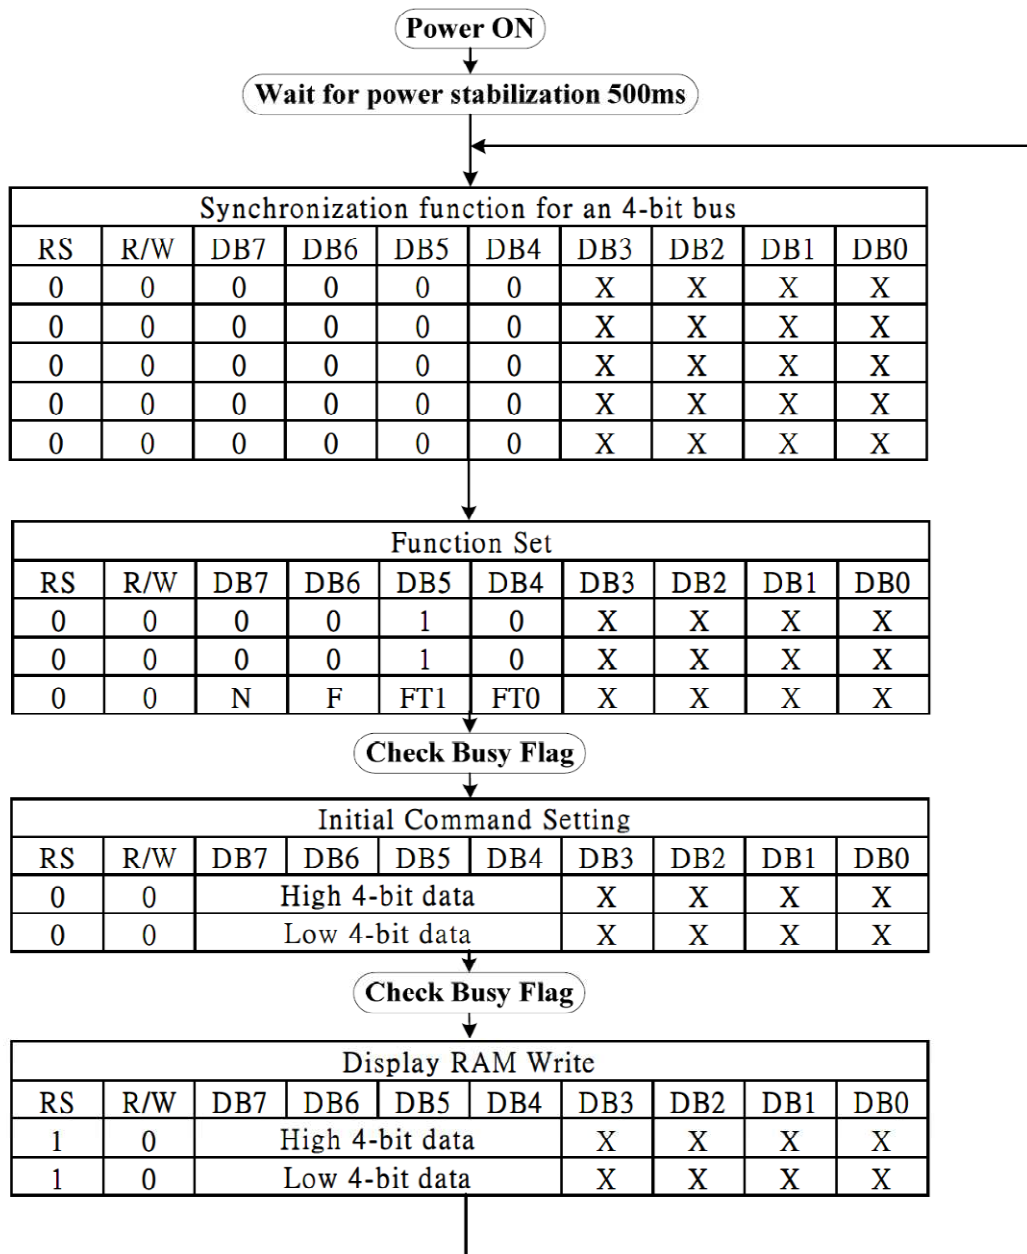 Power ON
Wait for power stabilization 500ms
Synchronization function for an 4-bit bus
RS R/W DB7 DB6 DB5 DB4 DB3 DB2 DB1 DB0
0 0 0 0 0 0 X X X X
0 0 0 0 0 0 X X X X
0 0 0 0 0 0 X X X X
0 0 0 0 0 0 X X X X
0 0 0 0 0 0 X X X X
Function Set
RS R/W DB7 DB6 DB5 DB4 DB3 DB2 DB1 DB0
0 0 0 0 1 0 X X X X
0 0 0 0 1 0 X X X X
0 0 N F FT1 FT0 X X X X
Check Busy Flag
Initial Command Setting
RS R/W DB7 DB6 DB5 DB4 DB3 DB2 DB1 DB0
0 0 High 4-bit data X X X X
0 0 Low 4-bit data X X X X
Check Busy Flag
Display RAM Write
RS R/W DB7 DB6 DB5 DB4 DB3 DB2 DB1 DB0
1 0 High 4-bit data X X X X
1 0 Low 4-bit data X X X X